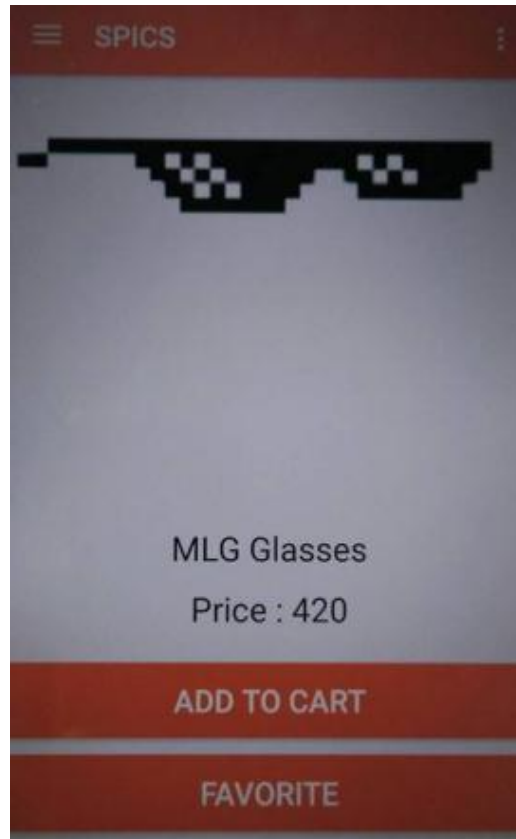 SPICS
MLG Glasses
Price : 420
ADD TO CART
FAVORITE